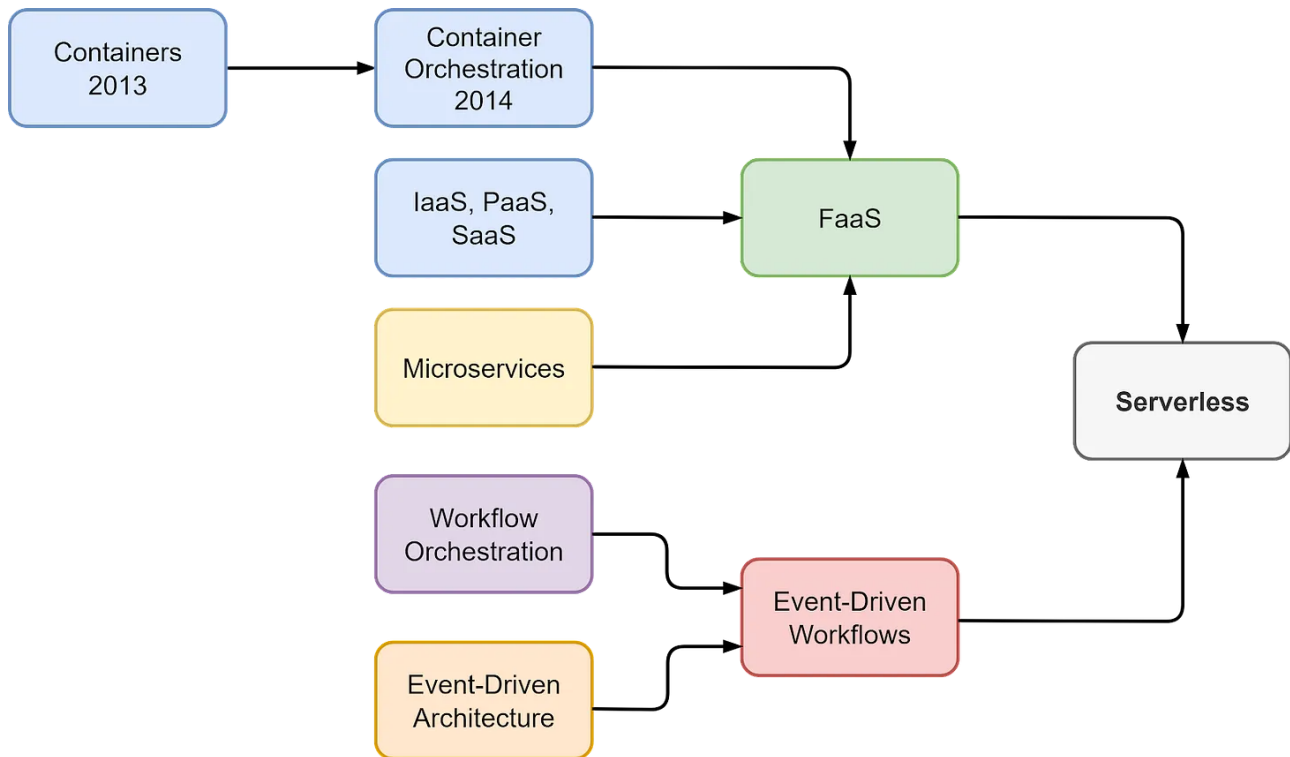 Containers
2013
Container
Orchestration
2014
IaaS, PaaS,
SaaS
FaaS
Microservices
Serverless
Workflow
Orchestration
Event-Driven
Workflows
Event-Driven
Architecture